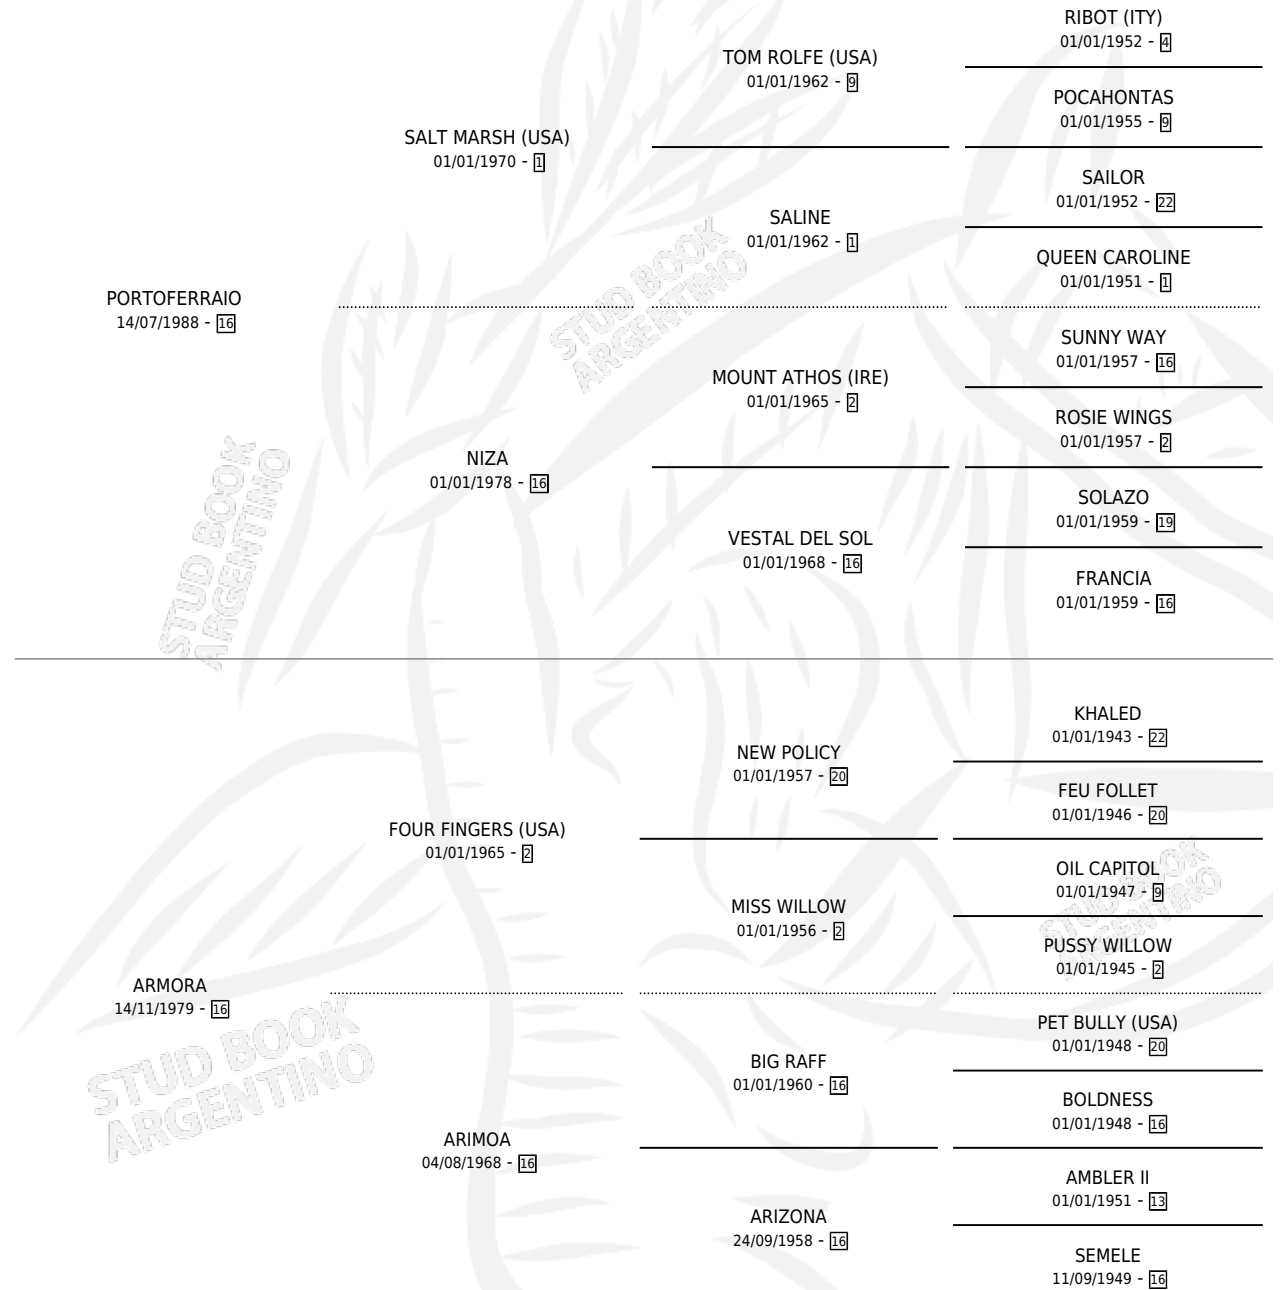 RIBOT (ITY)
01/01/1952 - 4
TOM ROLFE (USA)
01/01/1962 - 9
POCAHONTAS
01/01/1955 - 9
SALT MARSH (USA)
01/01/1970 - 1
SAILOR
01/01/1952 - 22
SALINE
01/01/1962 - 1
QUEEN CAROLINE
01/01/1951 - 1
PORTOFERRAIO
14/07/1988 - 16
SUNNY WAY
01/01/1957 - 16
MOUNT ATHOS (IRE)
01/01/1965 - 2
ROSIE WINGS
01/01/1957 - 2
NIZA
01/01/1978 - 16
SOLAZO
01/01/1959 - 19
VESTAL DEL SOL
01/01/1968 - 16
FRANCIA
01/01/1959 - 16
KHALED
01/01/1943 - 22
NEW POLICY
01/01/1957 - 20
FEU FOLLET
01/01/1946 - 20
FOUR FINGERS (USA)
01/01/1965 - 2
OIL CAPITOL
01/01/1947 - 9
MISS WILLOW
01/01/1956 - 2
PUSSY WILLOW
01/01/1945 - 2
ARMORA
14/11/1979 - 16
PET BULLY (USA)
01/01/1948 - 20
BIG RAFF
01/01/1960 - 16
BOLDNESS
01/01/1948 - 16
ARIMOA
04/08/1968 - 16
AMBLER II
01/01/1951 - 13
ARIZONA
24/09/1958 - 16
SEMELE
11/09/1949 - 16
STUD BOOK
ARGENTINO
STUD BOOK
ARGENTINO
STUD BOOK
ARGENTINO
STUD BOOK
ARGENTINO